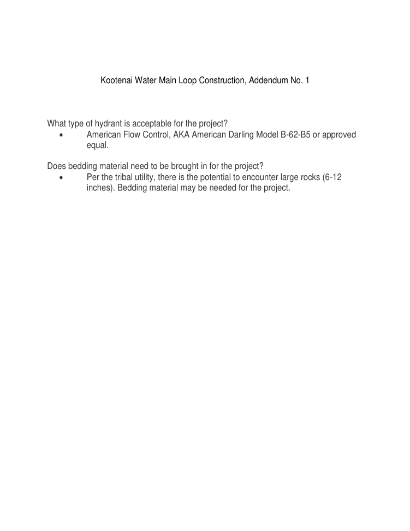 Kootenai Water Main Loop Construction, Addendum No. 1
What type of hydrant is acceptable for the project?
• American Flow Control, AKA American Darling Model B-62-B5 or approved
equal.
Does bedding material need to be brought in for the project?
• Per the tribal utility, there is the potential to encounter large rocks (6-12
inches). Bedding material may be needed for the project.